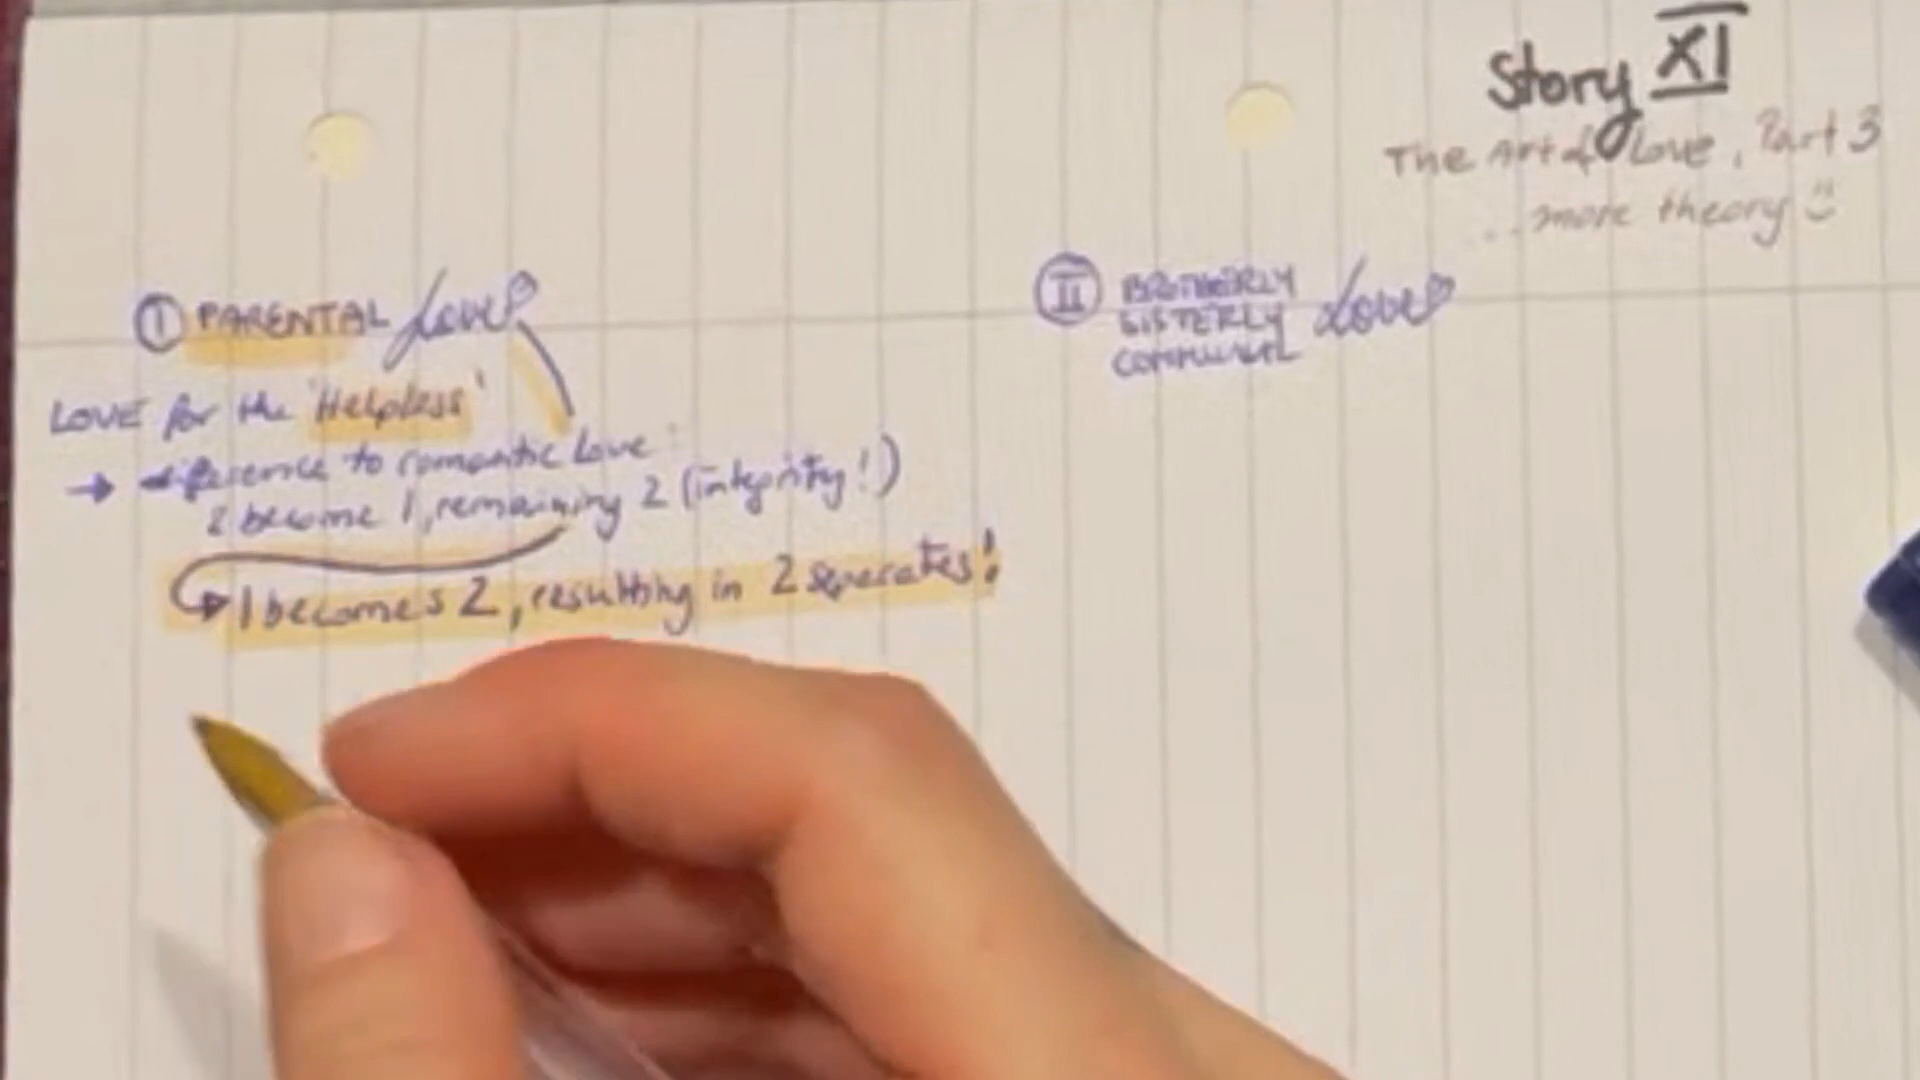 Story XI
The Art of Love, Part 3
...more theory
I PARENTAL Love
LOVE for the 'Helpless'
→ difference to romantic Love:
2 become 1, remaining 2 (integrity!)
1 becomes 2, resulting in 2 seperates!
II BROTHERLY
SISTERLY Love
COMMUNAL